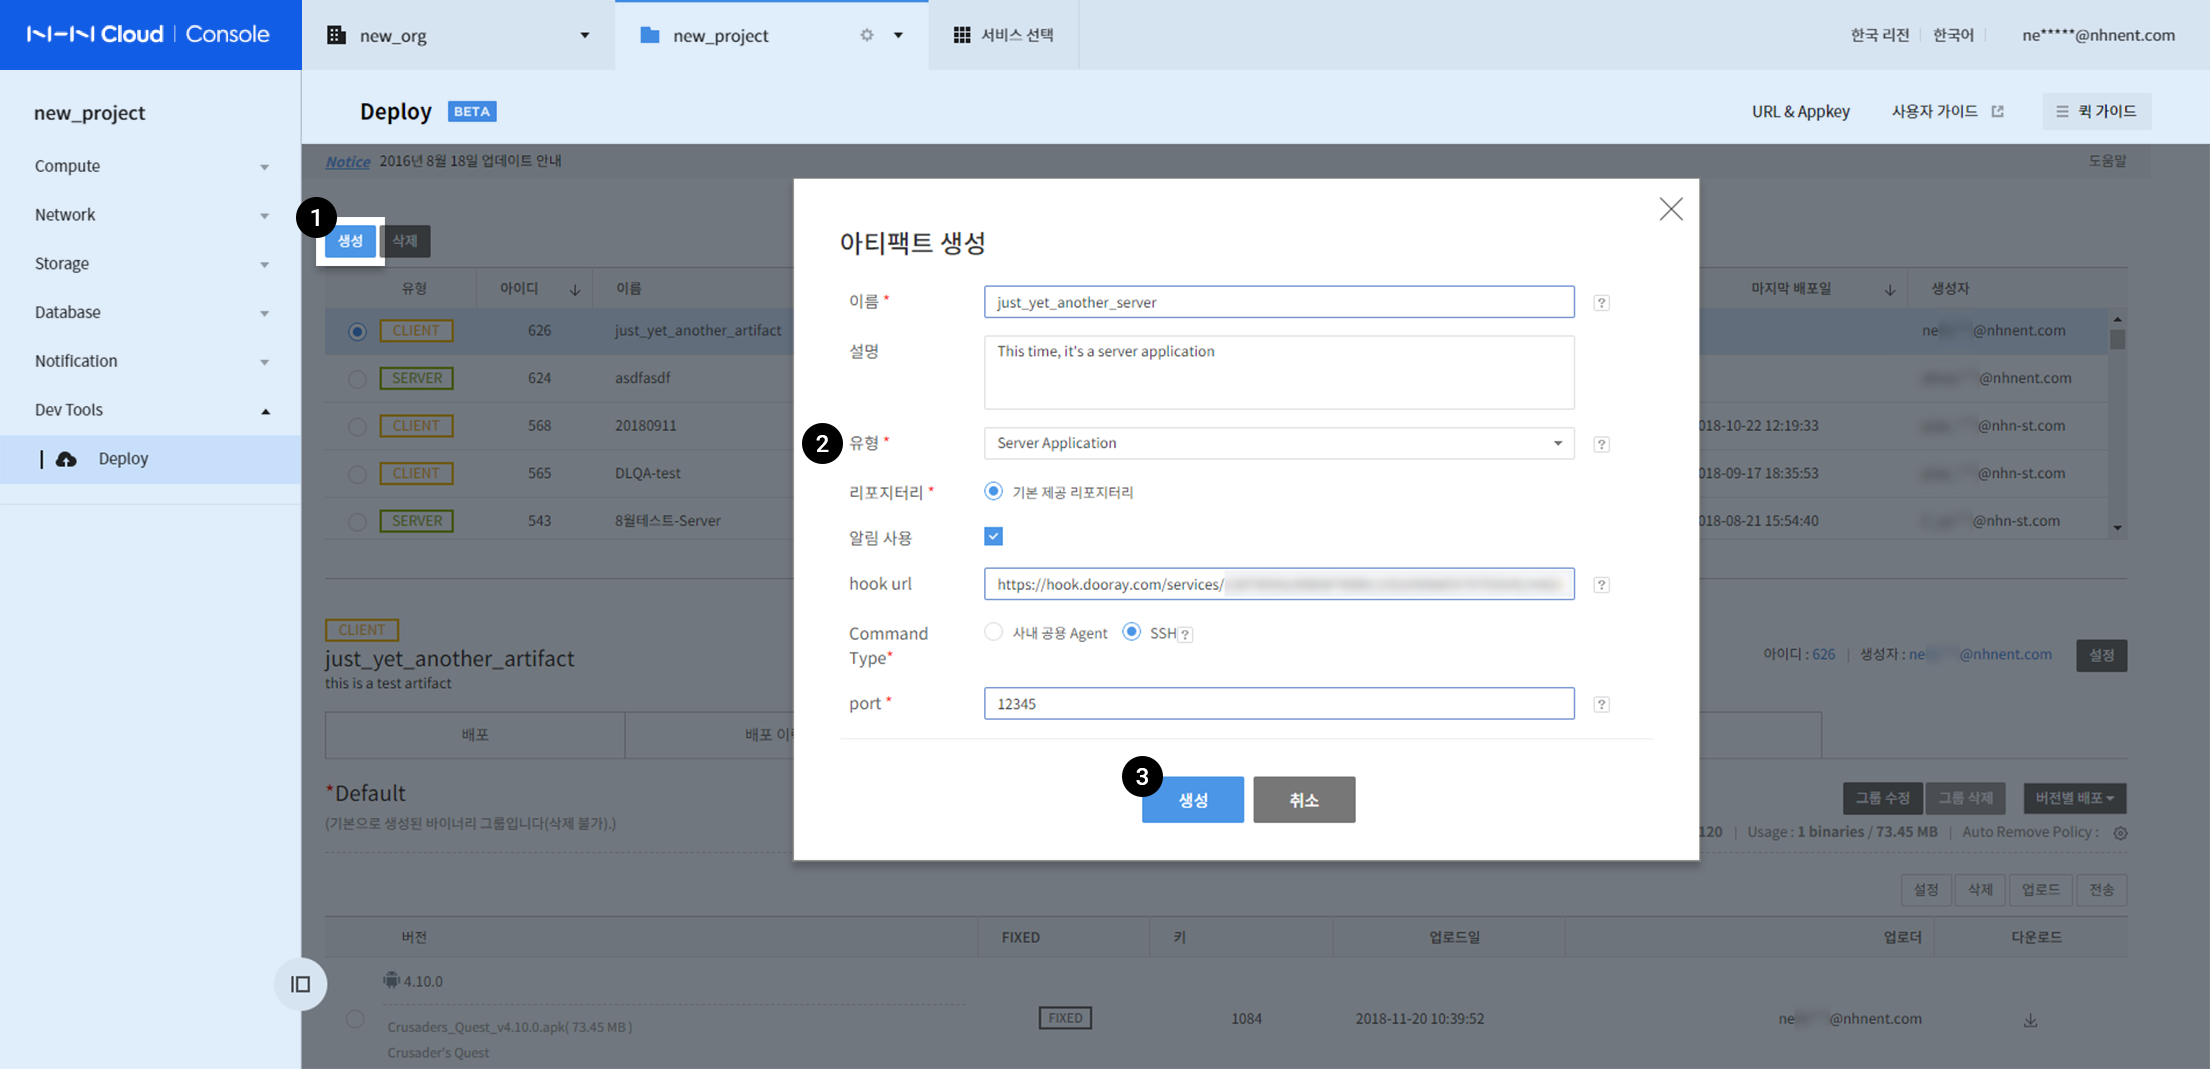 NHN Cloud | Console
new_org
new_project
서비스 선택
한국 리전
한국어
ne*****@nhnent.com
new_project
Compute
Network
Storage
Database
Notification
Dev Tools
Deploy
Deploy BETA
URL & Appkey
사용자 가이드
퀵 가이드
Notice 2016년 8월 18일 업데이트 안내
도움말
1
생성 삭제
유형 아이디 이름 마지막 배포일 생성자
CLIENT 626 just_yet_another_artifact ne @nhnent.com
SERVER 624 asdfasdf @nhnent.com
CLIENT 568 20180911 018-10-22 12:19:33 @nhn-st.com
CLIENT 565 DLQA-test 018-09-17 18:35:53 @nhn-st.com
SERVER 543 8월테스트-Server 018-08-21 15:54:40 @nhn-st.com
CLIENT
just_yet_another_artifact
this is a test artifact
아이디 : 626 | 생성자 : ne @nhnent.com
설정
배포
배포 이
*Default
(기본으로 생성된 바이너리 그룹입니다(삭제 불가).)
그룹 수정 그룹 삭제 버전별 배포
120 | Usage : 1 binaries / 73.45 MB | Auto Remove Policy :
설정 삭제 업로드 전송
버전 FIXED 키 업로드일 업로더 다운로드
4.10.0
Crusaders_Quest_v4.10.0.apk( 73.45 MB )
Crusader's Quest
FIXED 1084 2018-11-20 10:39:52 ne @nhnent.com
아티팩트 생성
이름 * just_yet_another_server ?
설명 This time, it's a server application
2 유형 * Server Application ?
리포지터리 * 기본 제공 리포지터리
알림 사용
hook url https://hook.dooray.com/services/ ?
Command Type* 사내 공용 Agent SSH ?
port * 12345 ?
3
생성 취소